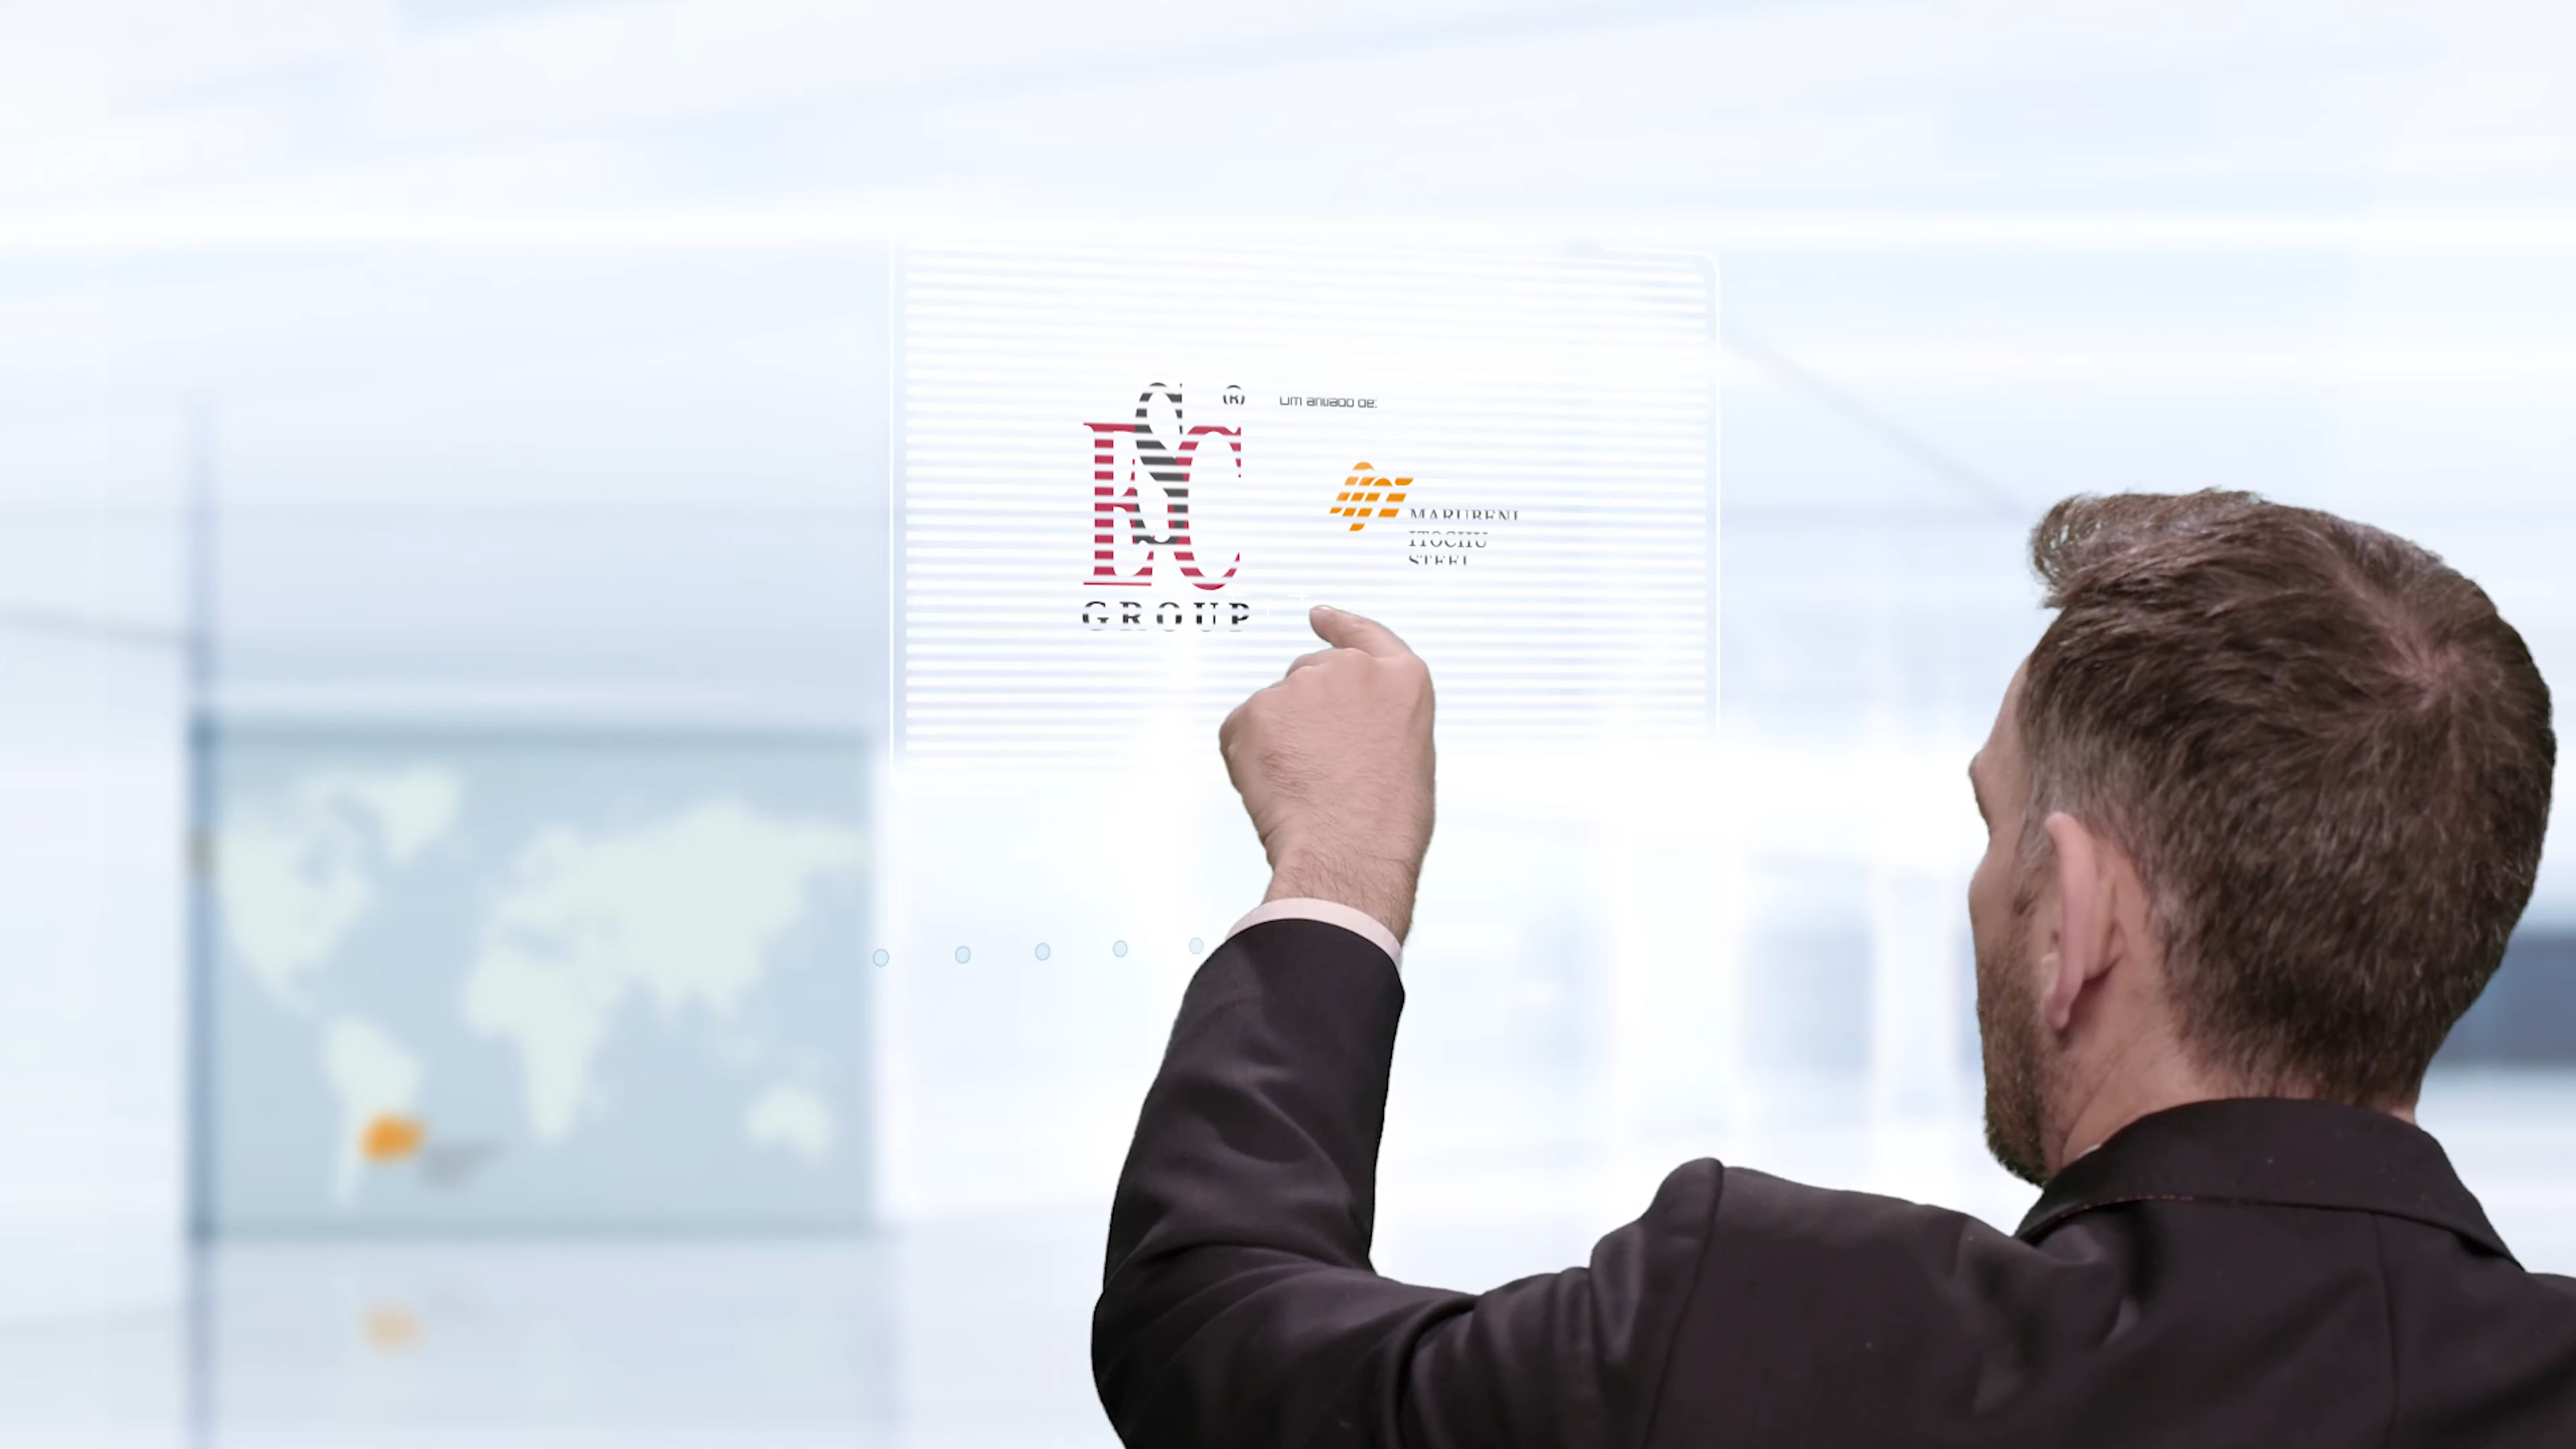 ESC (R)
GROUP
um afiliado de:
MARUBENI
ITOCHU
STEEL